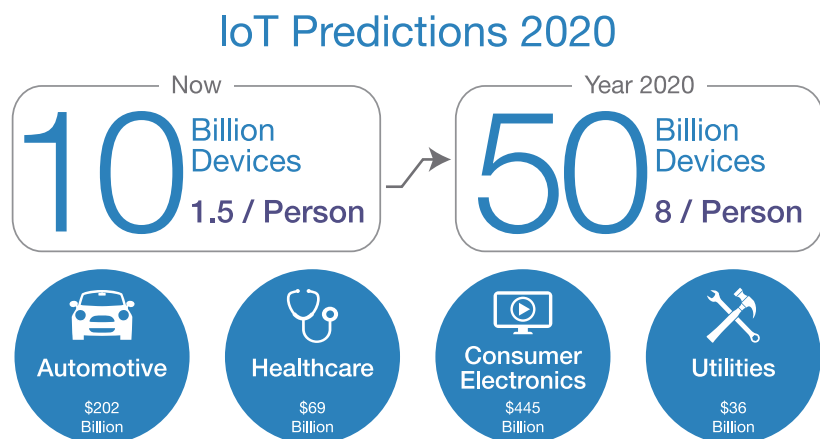 IoT Predictions 2020
Now
10
Billion
Devices
1.5 / Person
Year 2020
50
Billion
Devices
8 / Person
Automotive
$202
Billion
Healthcare
$69
Billion
Consumer
Electronics
$445
Billion
Utilities
$36
Billion